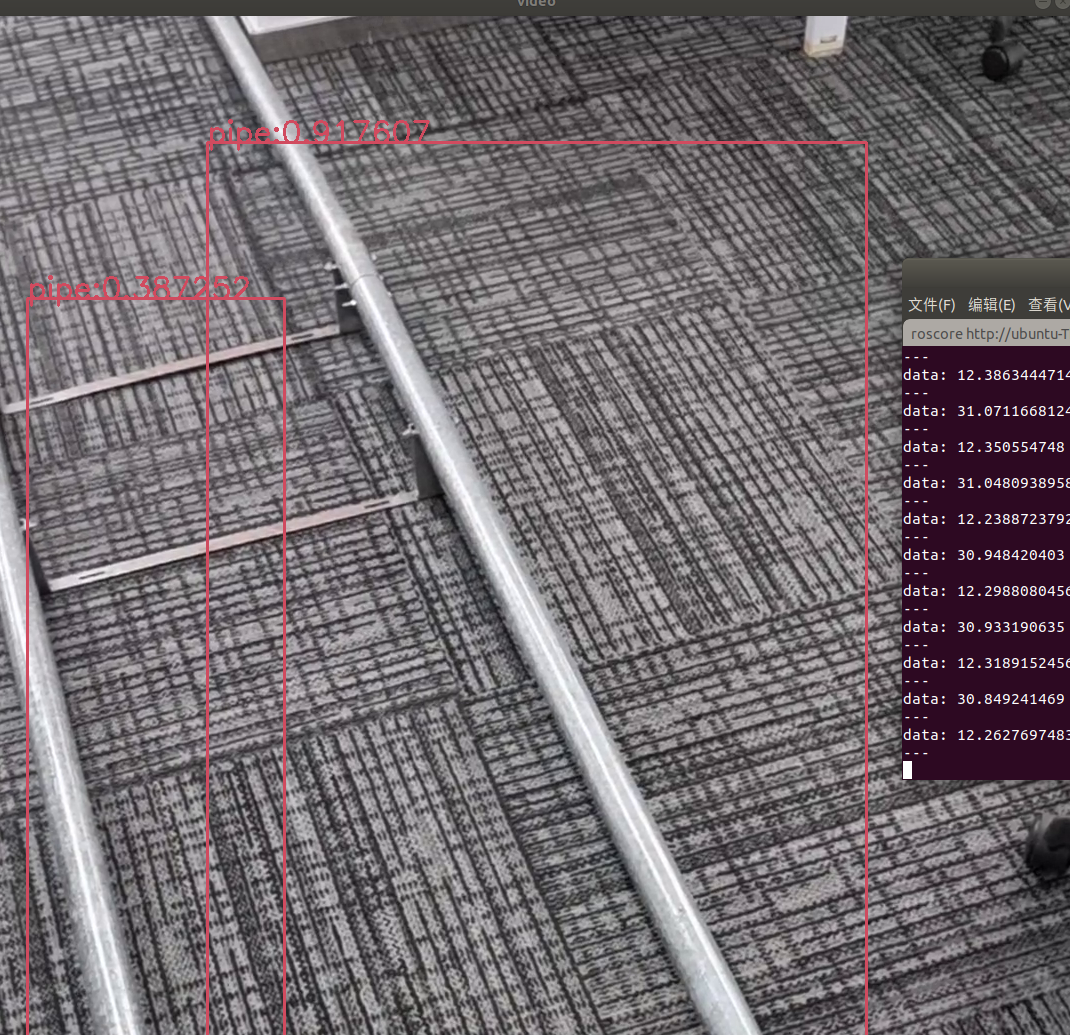 video
pipe:0.917607
pipe:0.387252
文件(F) 编辑(E) 查看(V
roscore http://ubuntu-T
---
data: 12.3863444714
---
data: 31.0711668124
---
data: 12.350554748
---
data: 31.0480938958
---
data: 12.2388723792
---
data: 30.948420403
---
data: 12.2988080456
---
data: 30.933190635
---
data: 12.3189152456
---
data: 30.849241469
---
data: 12.2627697483
---